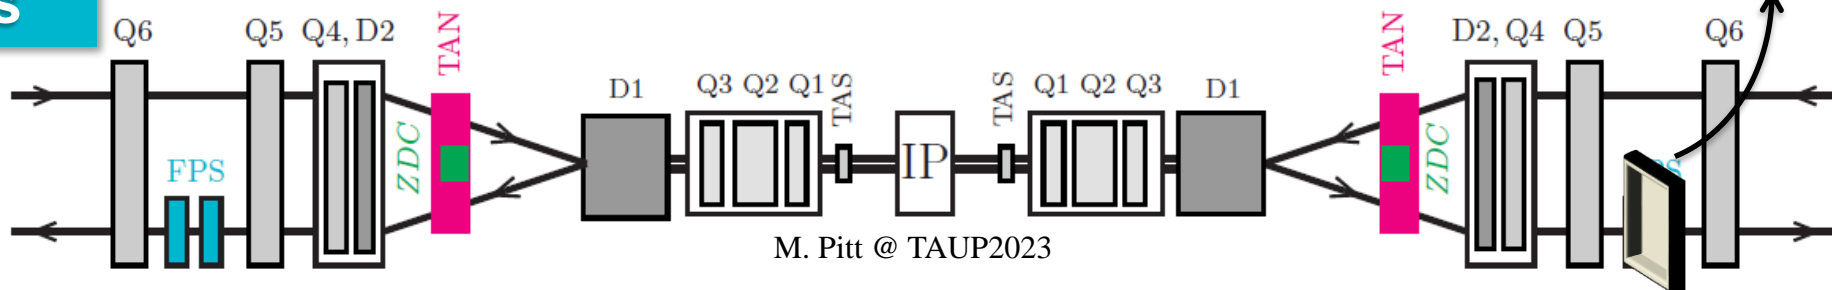 S
Q6
Q5
Q4, D2
TAN
D1
Q3 Q2 Q1
TAS
TAS
Q1 Q2 Q3
D1
TAN
D2, Q4
Q5
Q6
FPS
ZDC
IP
ZDC
S
M. Pitt @ TAUP2023